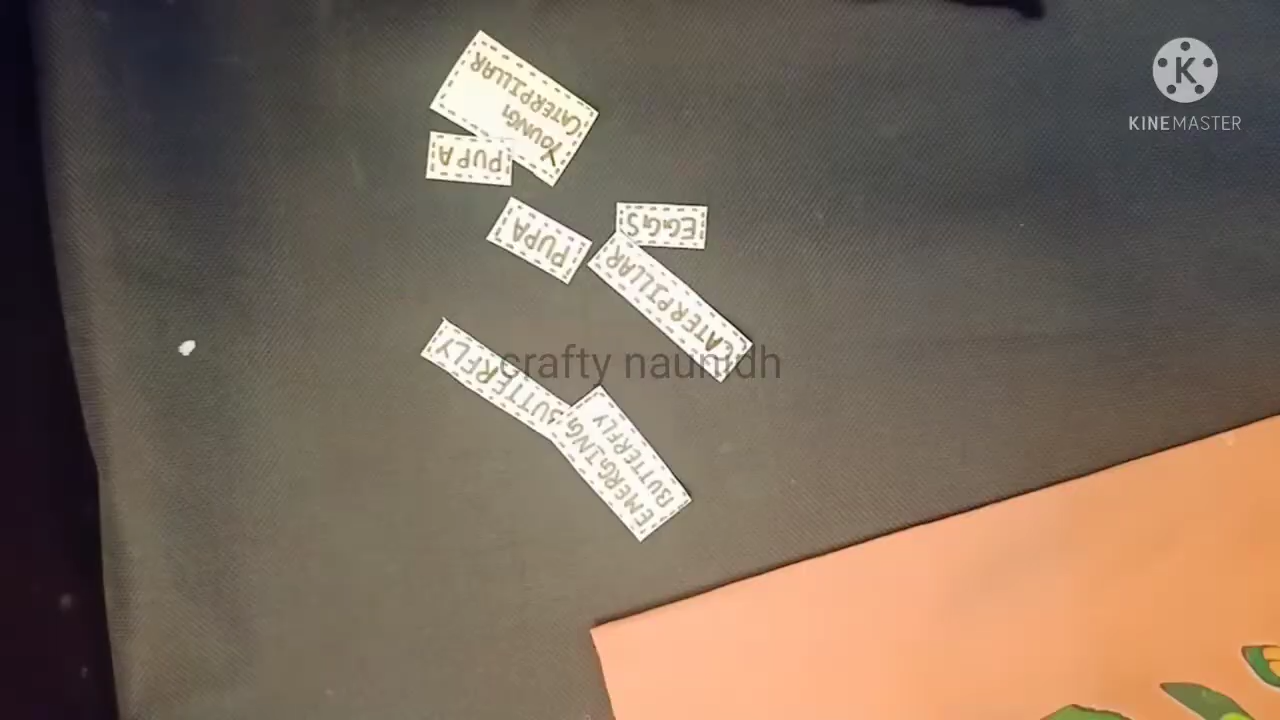 KINEMASTER
YOUNG
CATERPILLAR
PUPA
EGGS
PUPA
CATERPILLAR
crafty naunidh
BUTTERFLY
EMERGING
BUTTERFLY